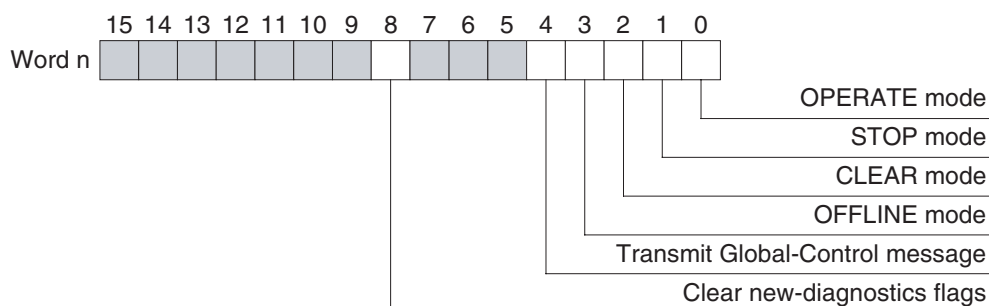 15 14 13 12 11 10 9 8 7 6 5 4 3 2 1 0
Word n
OPERATE mode
STOP mode
CLEAR mode
OFFLINE mode
Transmit Global-Control message
Clear new-diagnostics flags